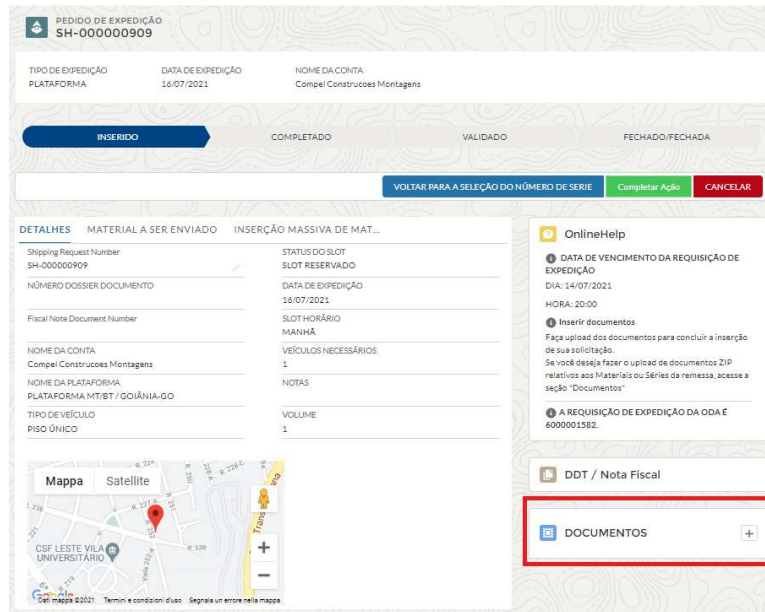 PEDIDO DE EXPEDIÇÃO
SH-000000909
TIPO DE EXPEDIÇÃO DATA DE EXPEDIÇÃO NOME DA CONTA
PLATAFORMA 16/07/2021 Compel Construcoes Montagens
INSERIDO COMPLETADO VALIDADO FECHADO/FECHADA
VOLTAR PARA A SELEÇÃO DO NÚMERO DE SERIE Completar Ação CANCELAR
DETALHES MATERIAL A SER ENVIADO INSERÇÃO MASSIVA DE MAT...
Shipping Request Number STATUS DO SLOT
SH-000000909 SLOT RESERVADO
NÚMERO DOSSIER DOCUMENTO DATA DE EXPEDIÇÃO
16/07/2021
Fiscal Note Document Number SLOT HORÁRIO
MANHÃ
NOME DA CONTA VEÍCULOS NECESSÁRIOS
Compel Construcoes Montagens 1
NOME DA PLATAFORMA NOTAS
PLATAFORMA MT/BT / GOIÂNIA-GO
TIPO DE VEÍCULO VOLUME
PISO ÚNICO 1
Mappa Satellite
R. 228
R. 228-C
R. 227-A
R. 251
R. 252
R. 538
CSF LESTE VILA
UNIVERSITÁRIO
Google
Dati mappa ©2021 Termini e condizioni d'uso Segnala un errore nella mappa
OnlineHelp
DATA DE VENCIMENTO DA REQUISIÇÃO DE
EXPEDIÇÃO
DIA: 14/07/2021
HORA: 20:00
Inserir documentos
Faça upload dos documentos para concluir a inserção
de sua solicitação.
Se você deseja fazer o upload de documentos ZIP
relativos aos Materiais ou Séries da remessa, acesse a
seção "Documentos"
A REQUISIÇÃO DE EXPEDIÇÃO DA ODA É
6000001582.
DDT / Nota Fiscal
DOCUMENTOS